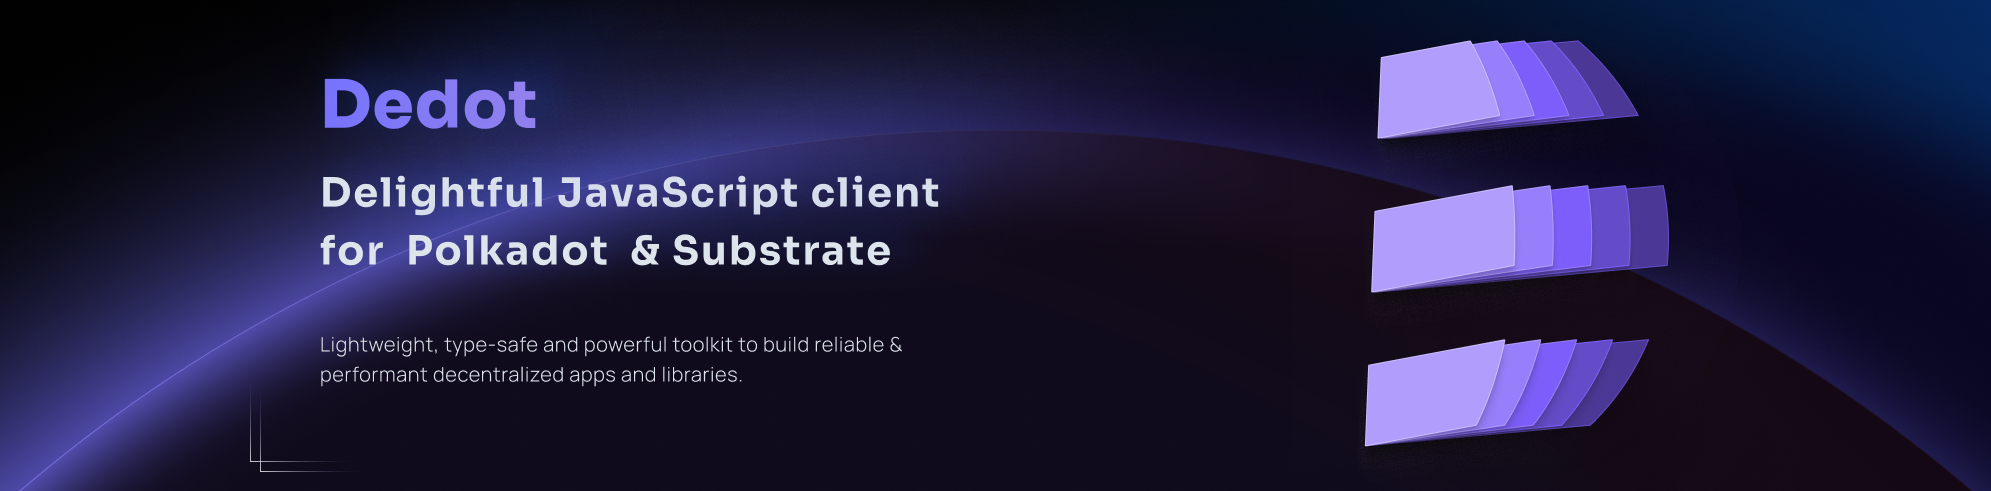 Dedot
Delightful JavaScript client
for Polkadot & Substrate
Lightweight, type-safe and powerful toolkit to build reliable &
performant decentralized apps and libraries.